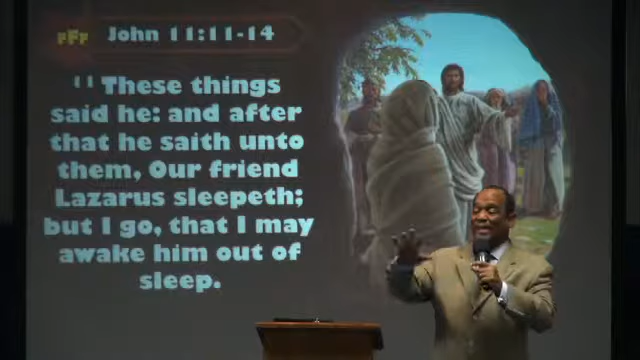 FFF John 11:11-14
11 These things
said he: and after
that he saith unto
them, Our friend
Lazarus sleepeth;
but I go, that I may
awake him out of
sleep.